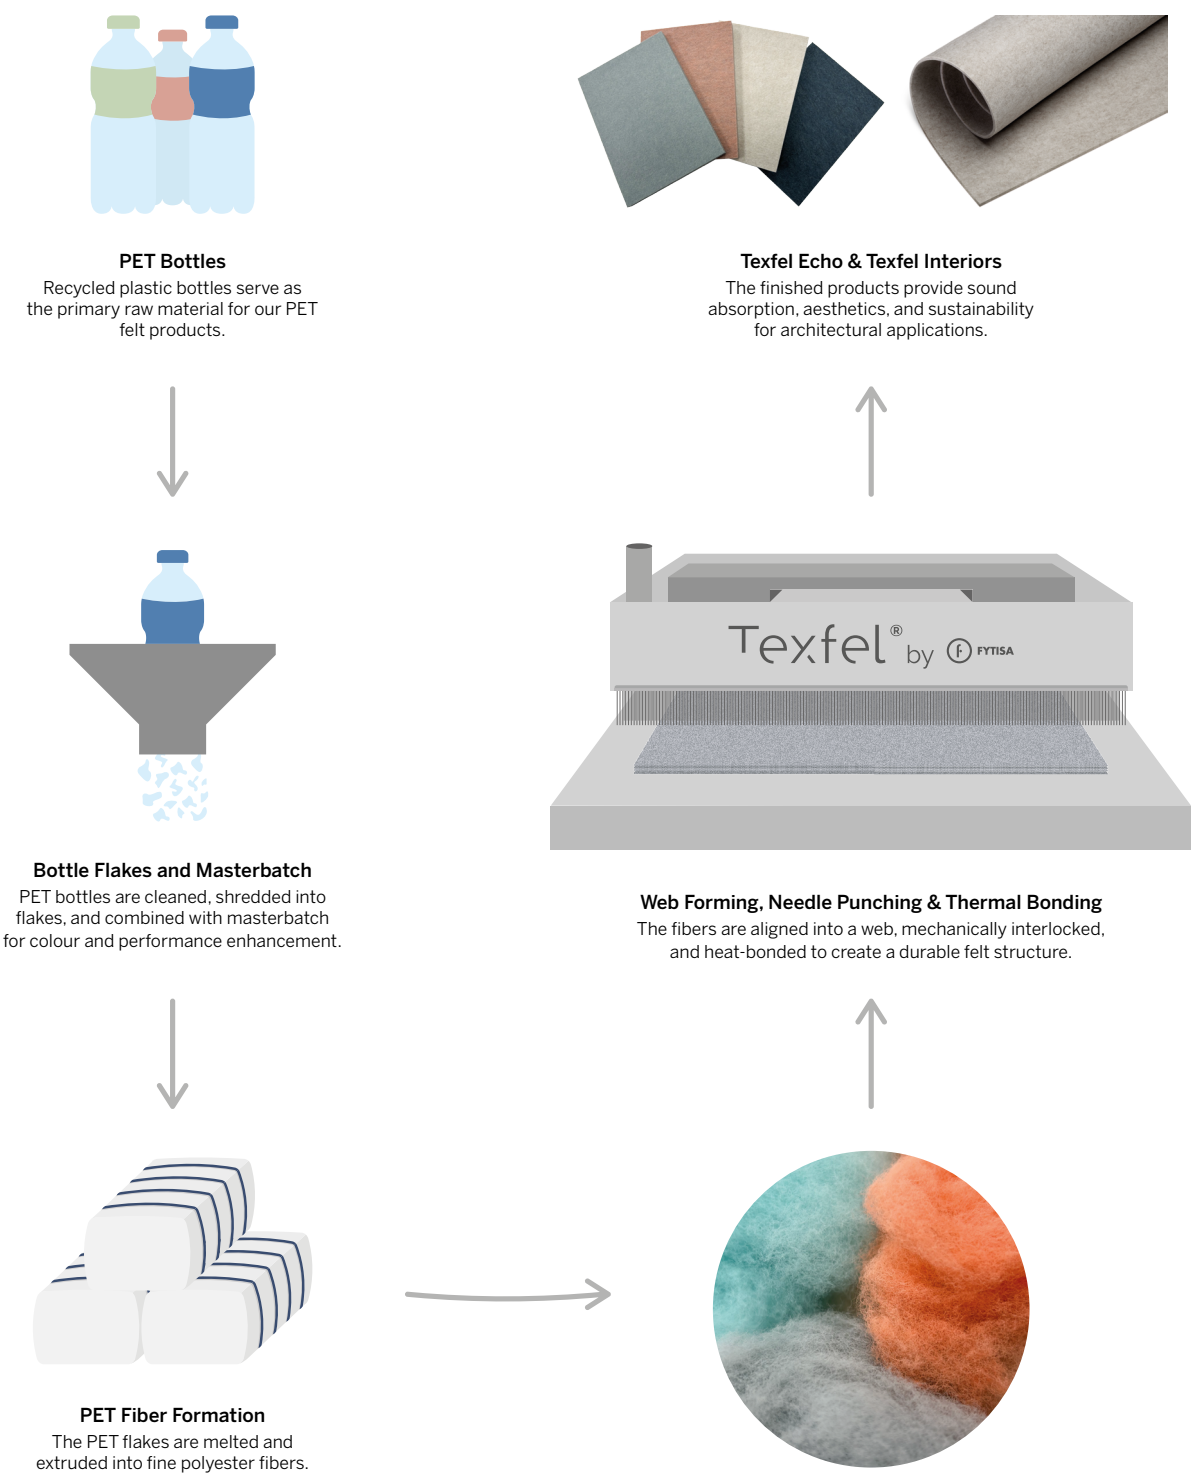 PET Bottles
Recycled plastic bottles serve as
the primary raw material for our PET
felt products.
Bottle Flakes and Masterbatch
PET bottles are cleaned, shredded into
flakes, and combined with masterbatch
for colour and performance enhancement.
PET Fiber Formation
The PET flakes are melted and
extruded into fine polyester fibers.
Texfel® by FYTISA
Web Forming, Needle Punching & Thermal Bonding
The fibers are aligned into a web, mechanically interlocked,
and heat-bonded to create a durable felt structure.
Texfel Echo & Texfel Interiors
The finished products provide sound
absorption, aesthetics, and sustainability
for architectural applications.